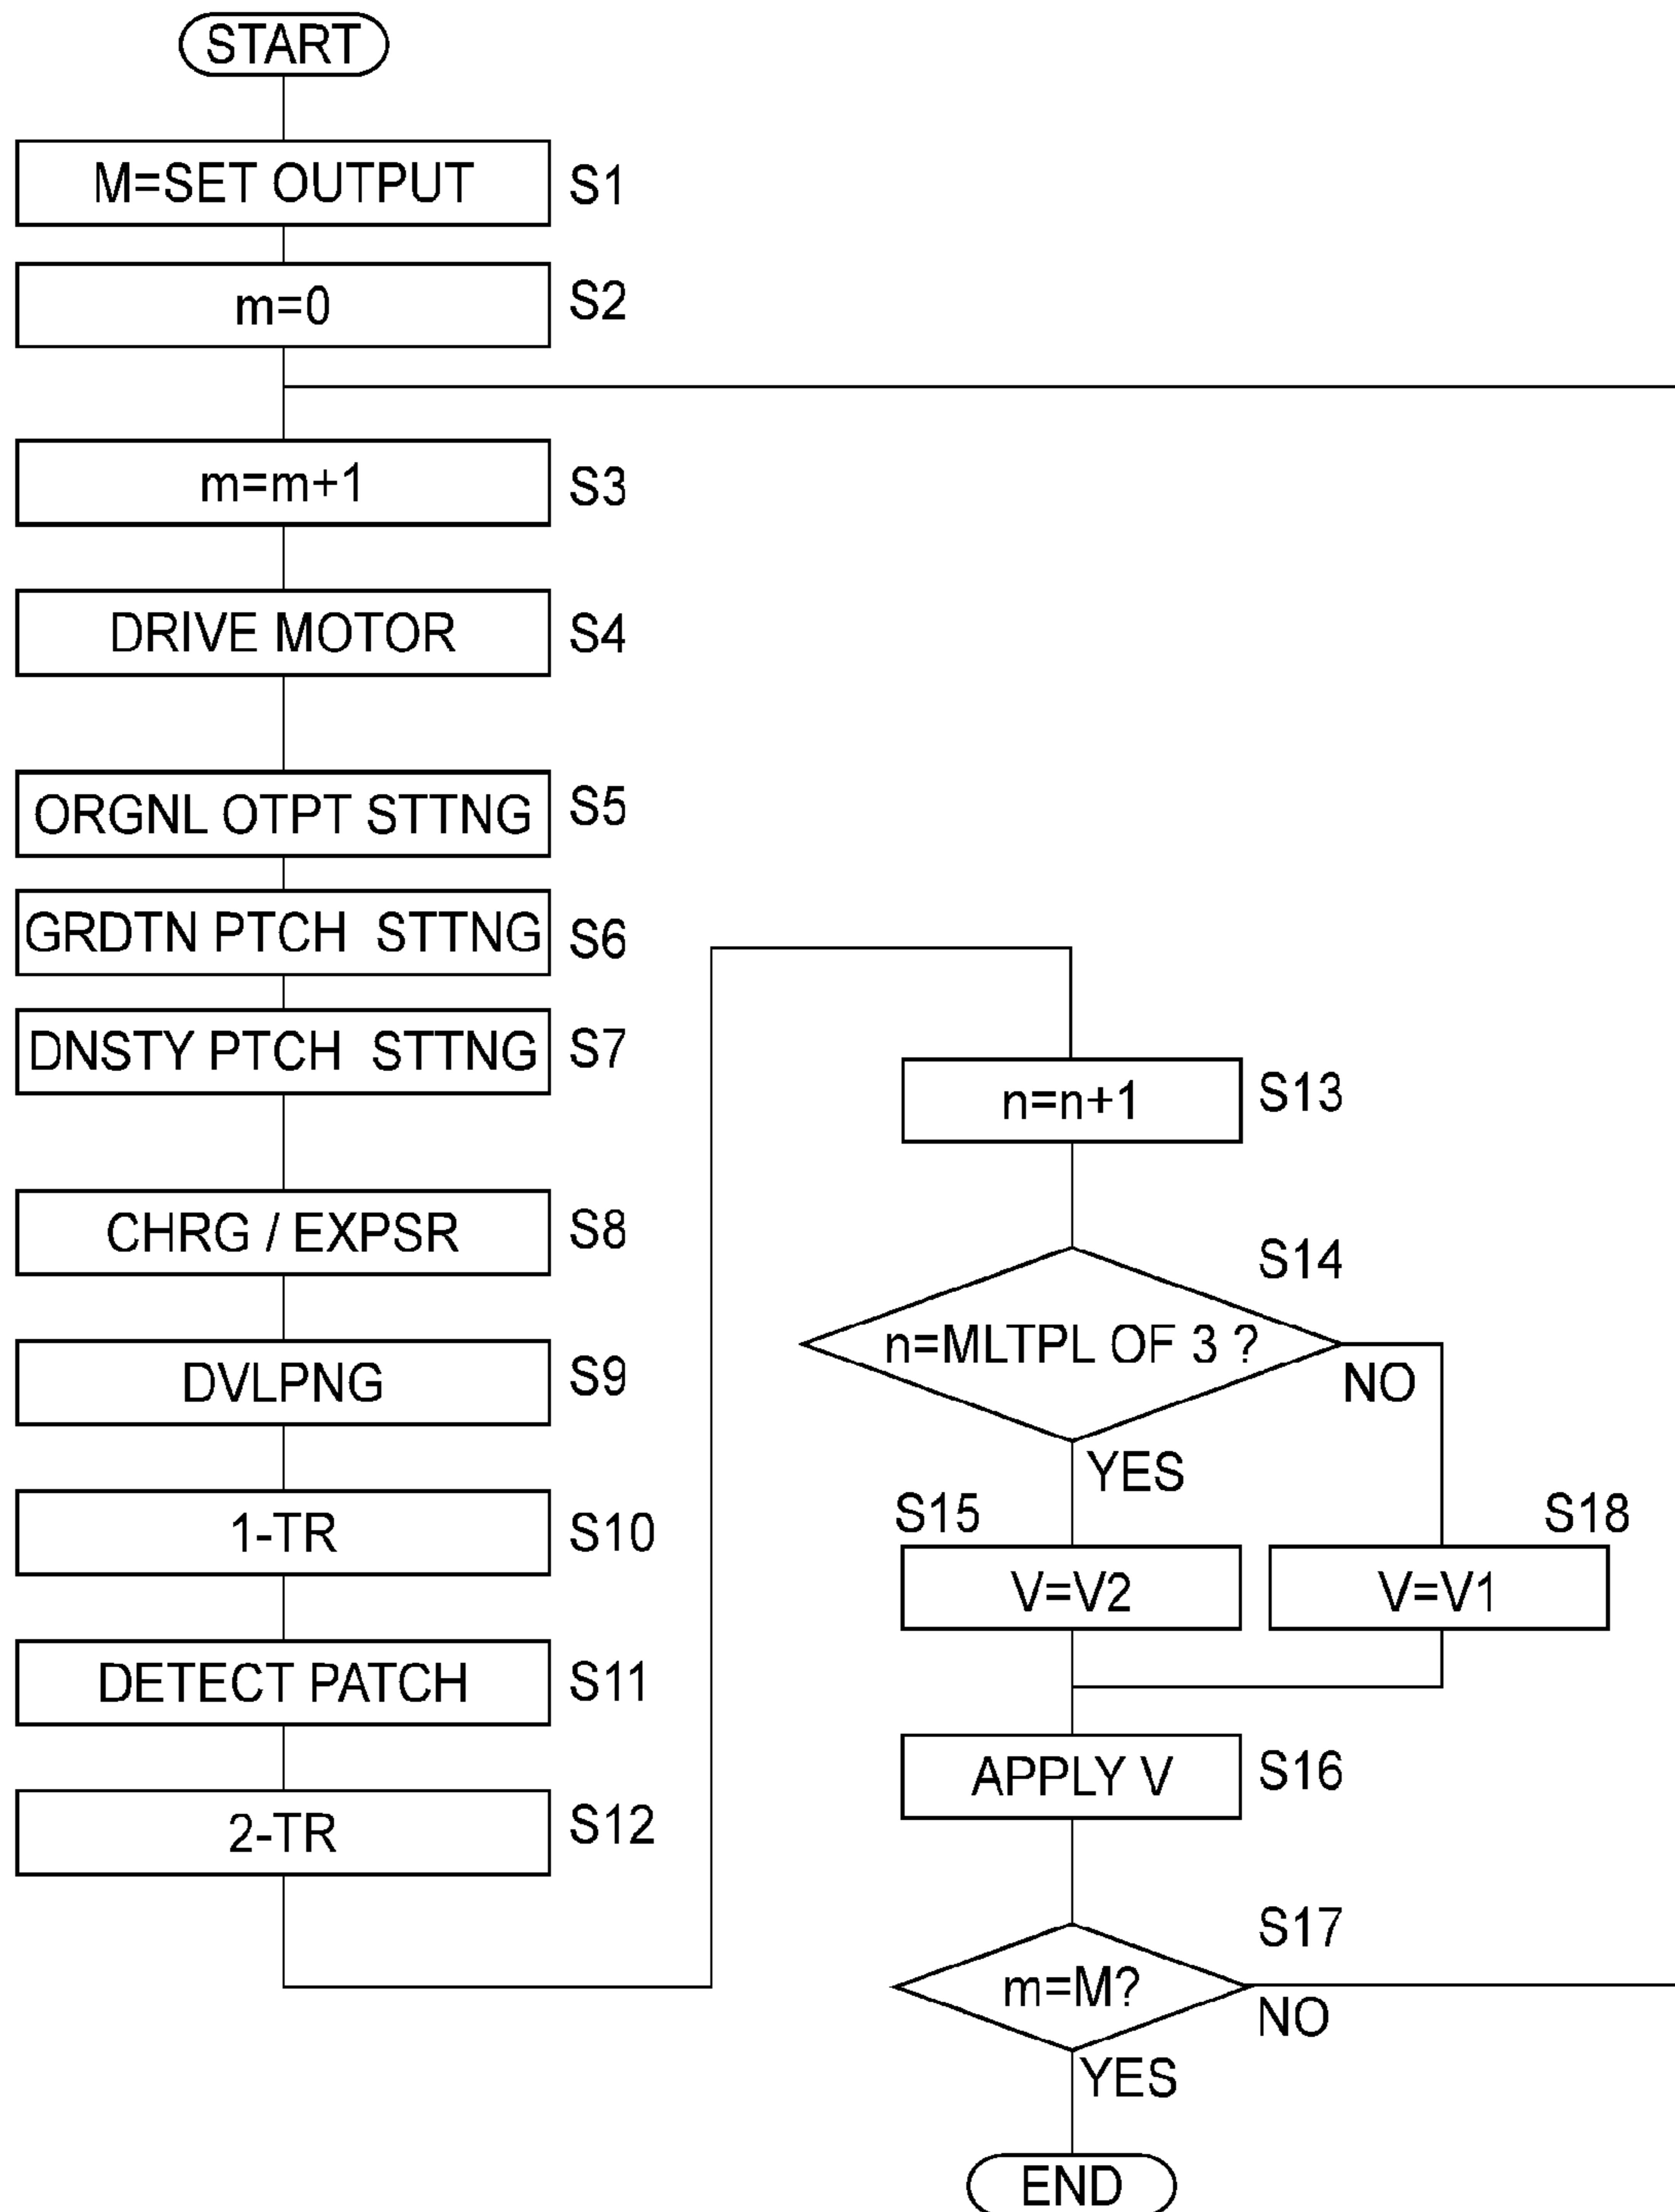 START
M=SET OUTPUT S1
m=0 S2
m=m+1 S3
DRIVE MOTOR S4
ORGNL OTPT STTNG S5
GRDTN PTCH STTNG S6
DNSTY PTCH STTNG S7
CHRG / EXPSR S8
DVLPNG S9
1-TR S10
DETECT PATCH S11
2-TR S12
n=n+1 S13
S14
n=MLTPL OF 3 ?
NO
YES
S15
V=V2
S18
V=V1
APPLY V S16
S17
m=M?
NO
YES
END